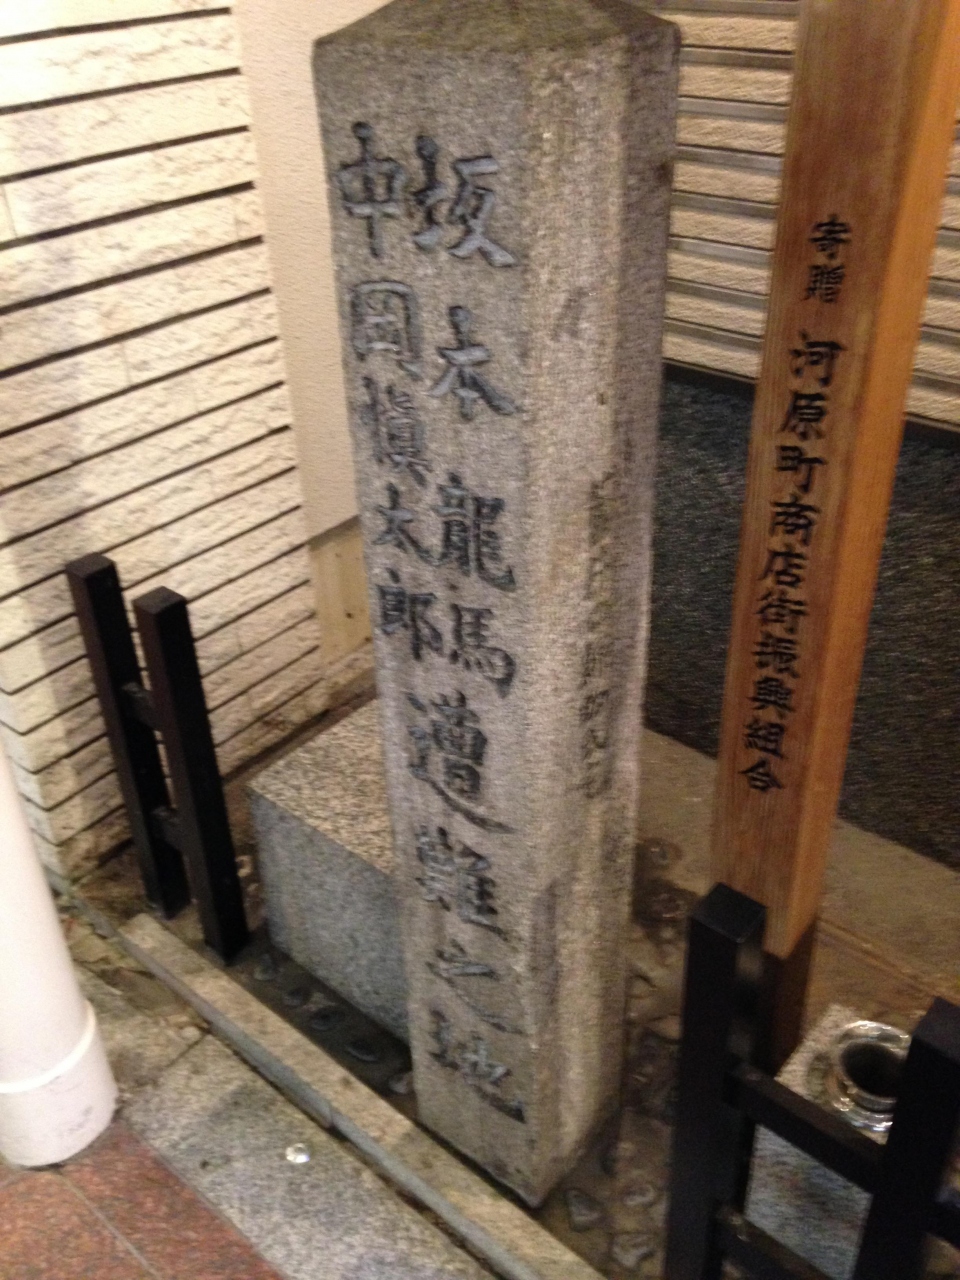 坂本龍馬遭難之地
中岡慎太郎
寄贈 河原町商店街振興組合